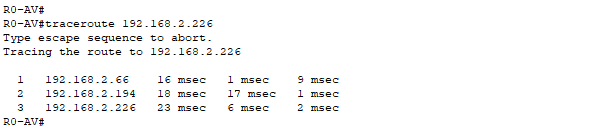 R0-AV#
R0-AV#traceroute 192.168.2.226
Type escape sequence to abort.
Tracing the route to 192.168.2.226
1 192.168.2.66 16 msec 1 msec 9 msec
2 192.168.2.194 18 msec 17 msec 1 msec
3 192.168.2.226 23 msec 6 msec 2 msec
R0-AV#